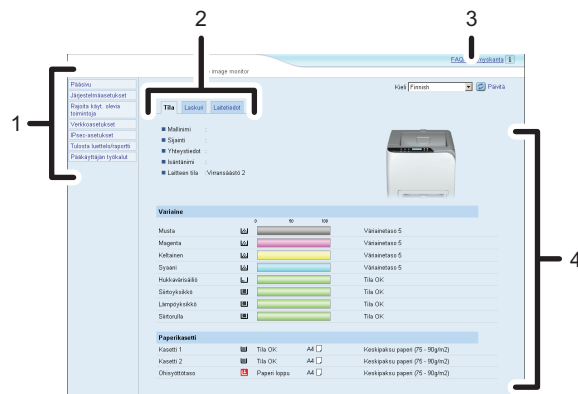 2
3
FAQ
myskanta
image monitor
Kieli Finnish Päivitä
1
Pääsivu
Järjestelmäasetukset
Rajoita käyt. olevia
toimintoja
Verkkoasetukset
IPsec-asetukset
Tulosta luettelo/raportti
Pääkäyttäjän työkalut
Tila Laskuri Laitetiedot
Mallinimi :
Sijainti :
Yhteystiedot :
Isäntänimi :
Laitteen tila :Virransäästö 2
4
Väriaine
0 50 100
Musta Väriainetaso 5
Magenta Väriainetaso 5
Keltainen Väriainetaso 5
Syaani Väriainetaso 5
Hukkavärisäiliö Tila OK
Siirtoyksikkö Tila OK
Lämpöyksikkö Tila OK
Siirtorulla Tila OK
Paperikasetti
Kasetti 1 Tila OK A4 Keskipaksu paperi (75 - 90g/m2)
Kasetti 2 Tila OK A4 Keskipaksu paperi (75 - 90g/m2)
Ohisyöttötaso Paperi loppu A4 Keskipaksu paperi (75 - 90g/m2)